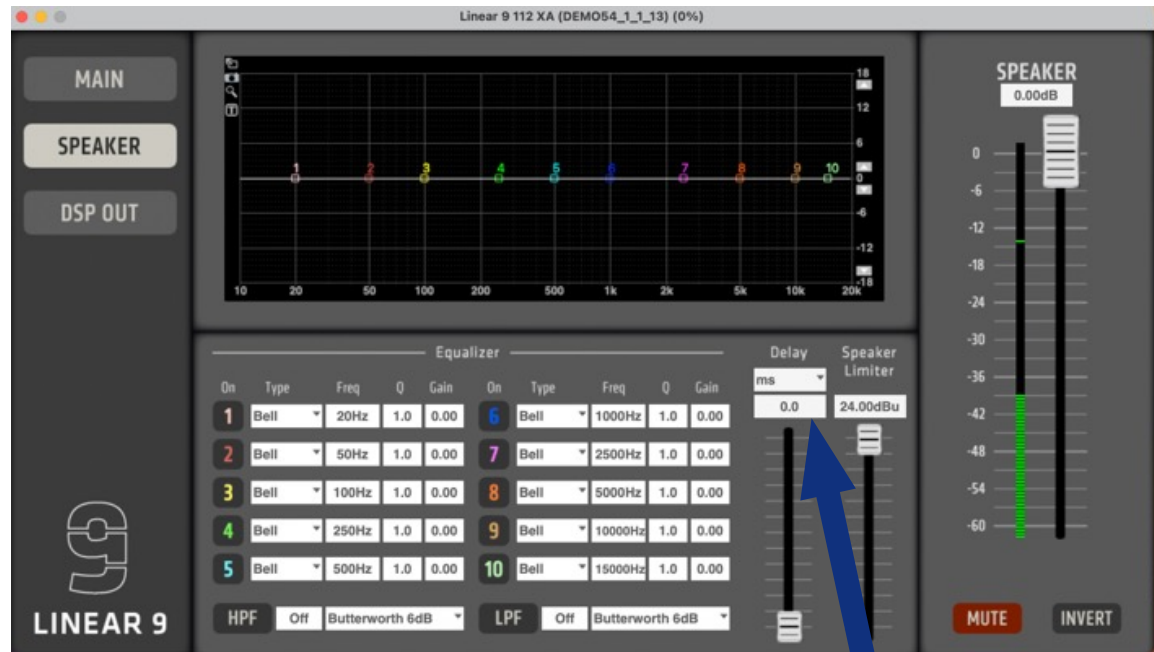 Linear 9 112 XA (DEMO54_1_1_13) (0%)
MAIN
SPEAKER
DSP OUT
9
LINEAR 9
T
1 2 3 4 5 6 7 8 9 10
18
12
6
0
-6
-12
-18
10 20 50 100 200 500 1k 2k 5k 10k 20k
Equalizer
On Type Freq Q Gain On Type Freq Q Gain
1 Bell 20Hz 1.0 0.00 6 Bell 1000Hz 1.0 0.00
2 Bell 50Hz 1.0 0.00 7 Bell 2500Hz 1.0 0.00
3 Bell 100Hz 1.0 0.00 8 Bell 5000Hz 1.0 0.00
4 Bell 250Hz 1.0 0.00 9 Bell 10000Hz 1.0 0.00
5 Bell 500Hz 1.0 0.00 10 Bell 15000Hz 1.0 0.00
HPF Off Butterworth 6dB LPF Off Butterworth 6dB
Delay
ms
0.0
Speaker
Limiter
24.00dBu
SPEAKER
0.00dB
0
-6
-12
-18
-24
-30
-36
-42
-48
-54
-60
MUTE INVERT